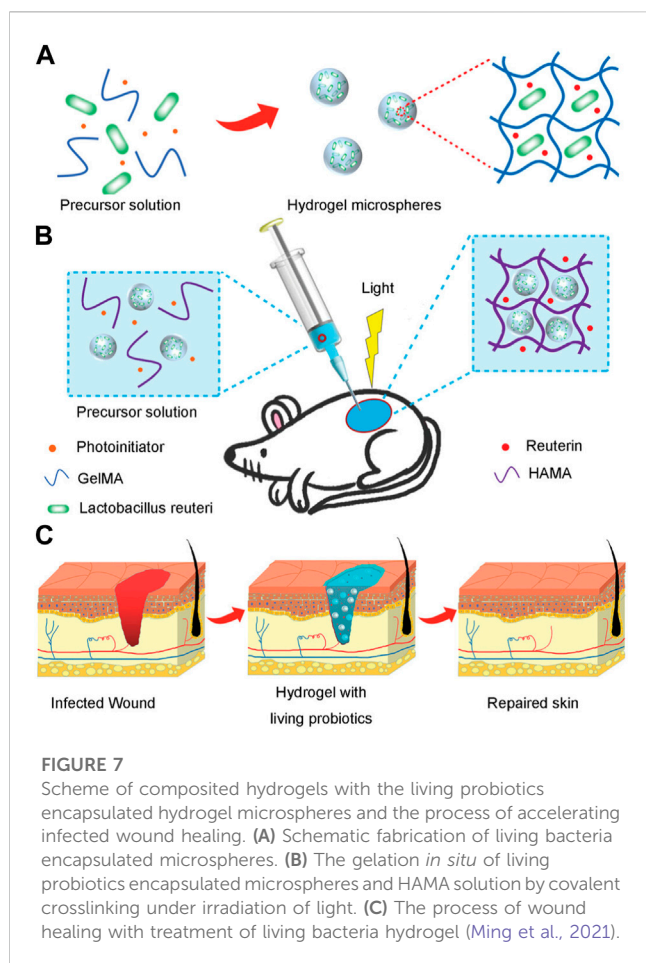 A
Precursor solution
Hydrogel microspheres
B
Light
Precursor solution
Photoinitiator
GelMA
Lactobacillus reuteri
Reuterin
HAMA
C
Infected Wound
Hydrogel with
living probiotics
Repaired skin
FIGURE 7
Scheme of composited hydrogels with the living probiotics
encapsulated hydrogel microspheres and the process of accelerating
infected wound healing. (A) Schematic fabrication of living bacteria
encapsulated microspheres. (B) The gelation in situ of living
probiotics encapsulated microspheres and HAMA solution by covalent
crosslinking under irradiation of light. (C) The process of wound
healing with treatment of living bacteria hydrogel (Ming et al., 2021).